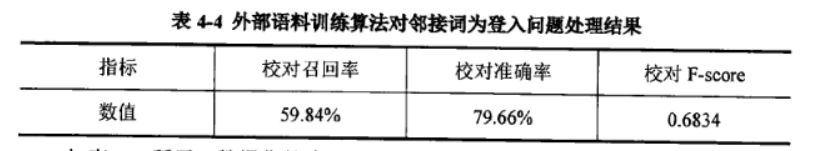 表 4-4 外部语料训练算法对邻接词为登入问题处理结果
指标 校对召回率 校对准确率 校对 F-score
数值 59.84% 79.66% 0.6834